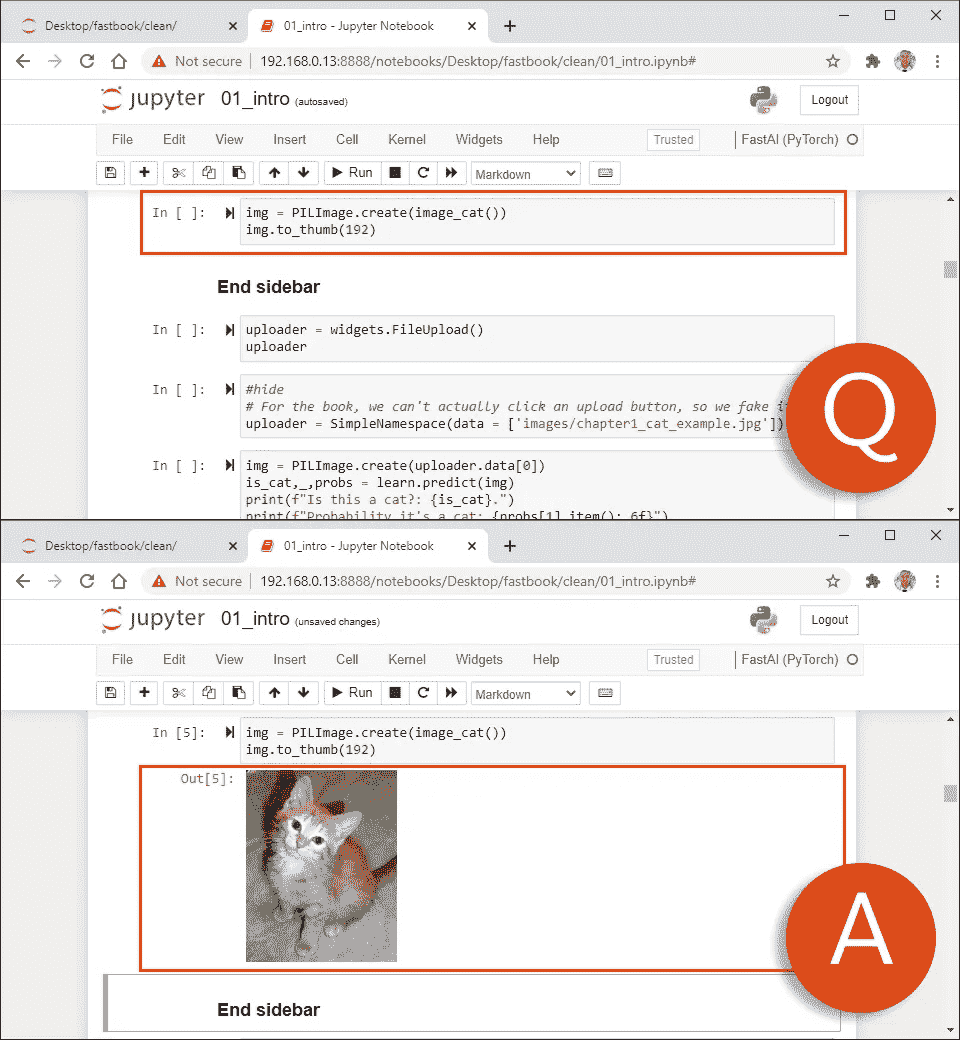 Desktop/fastbook/clean/ 01_intro - Jupyter Notebook
Not secure 192.168.0.13:8888/notebooks/Desktop/fastbook/clean/01_intro.ipynb#
jupyter 01_intro (autosaved) Logout
File Edit View Insert Cell Kernel Widgets Help Trusted FastAI (PyTorch)
Run Markdown
In [ ]: img = PILImage.create(image_cat())
img.to_thumb(192)
End sidebar
In [ ]: uploader = widgets.FileUpload()
uploader
In [ ]: #hide
# For the book, we can't actually click an upload button, so we fake i
uploader = SimpleNamespace(data = ['images/chapter1_cat_example.jpg'])
Q
In [ ]: img = PILImage.create(uploader.data[0])
is_cat,_,probs = learn.predict(img)
print(f"Is this a cat?: {is_cat}.")
print(f"Probability it's a cat: {probs[1].item():.6f}")
Desktop/fastbook/clean/ 01_intro - Jupyter Notebook
Not secure 192.168.0.13:8888/notebooks/Desktop/fastbook/clean/01_intro.ipynb#
jupyter 01_intro (unsaved changes) Logout
File Edit View Insert Cell Kernel Widgets Help Trusted FastAI (PyTorch)
Run Markdown
In [5]: img = PILImage.create(image_cat())
img.to_thumb(192)
Out[5]:
A
End sidebar